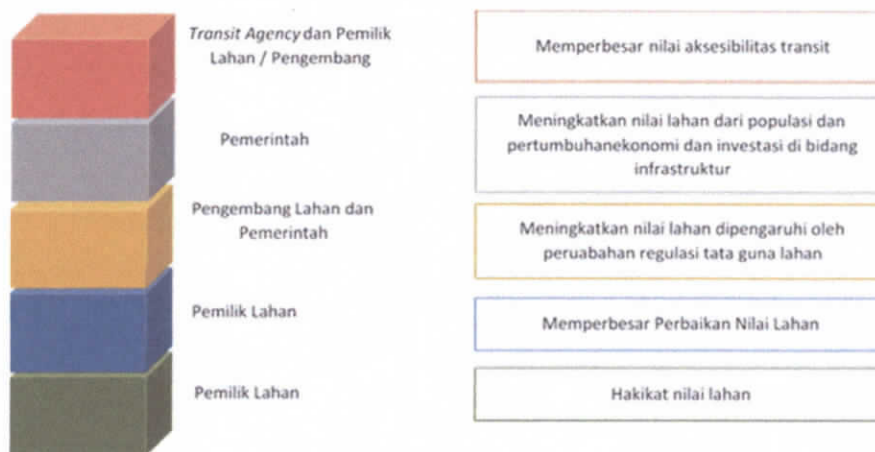 Transit Agency dan Pemilik
Lahan / Pengembang
Memperbesar nilai aksesibilitas transit
Pemerintah
Meningkatkan nilai lahan dari populasi dan
pertumbuhanekonomi dan investasi di bidang
infrastruktur
Pengembang Lahan dan
Pemerintah
Meningkatkan nilai lahan dipengaruhi oleh
peruabahan regulasi tata guna lahan
Pemilik Lahan
Memperbesar Perbaikan Nilai Lahan
Pemilik Lahan
Hakikat nilai lahan